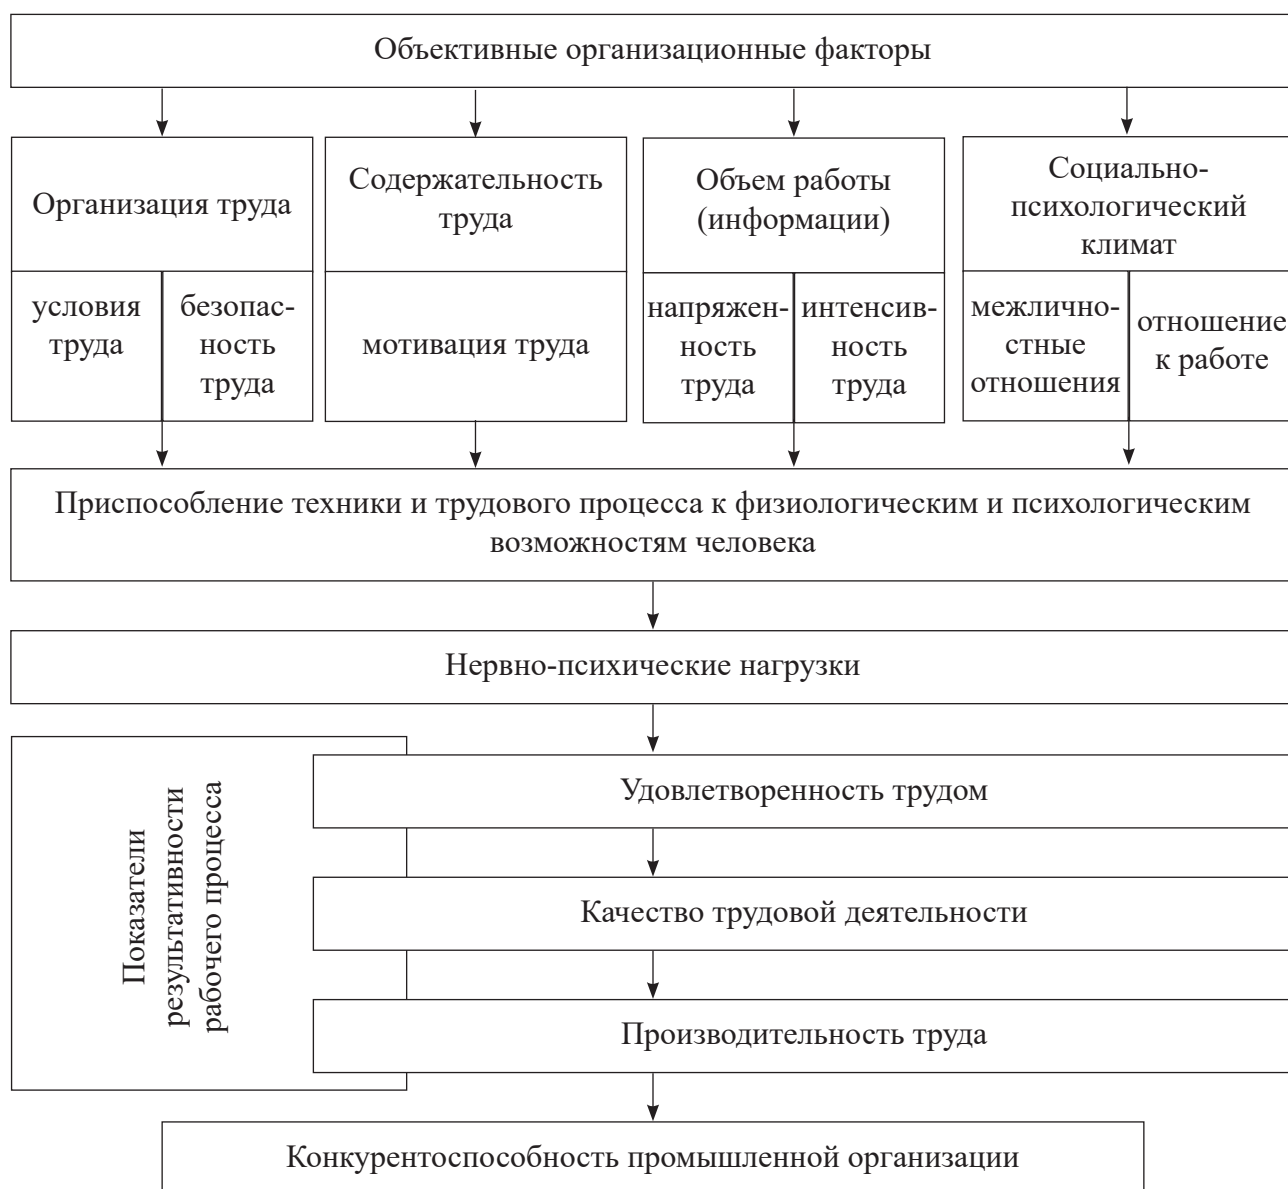 Объективные организационные факторы
Организация труда
Содержательность
труда
Объем работы
(информации)
Социально-
психологический
климат
условия
труда
безопас-
ность
труда
мотивация труда
напряжен-
ность
труда
интенсив-
ность
труда
межлично-
стные
отношения
отношение
к работе
Приспособление техники и трудового процесса к физиологическим и психологическим
возможностям человека
Нервно-психические нагрузки
Показатели
результативности
рабочего процесса
Удовлетворенность трудом
Качество трудовой деятельности
Производительность труда
Конкурентоспособность промышленной организации